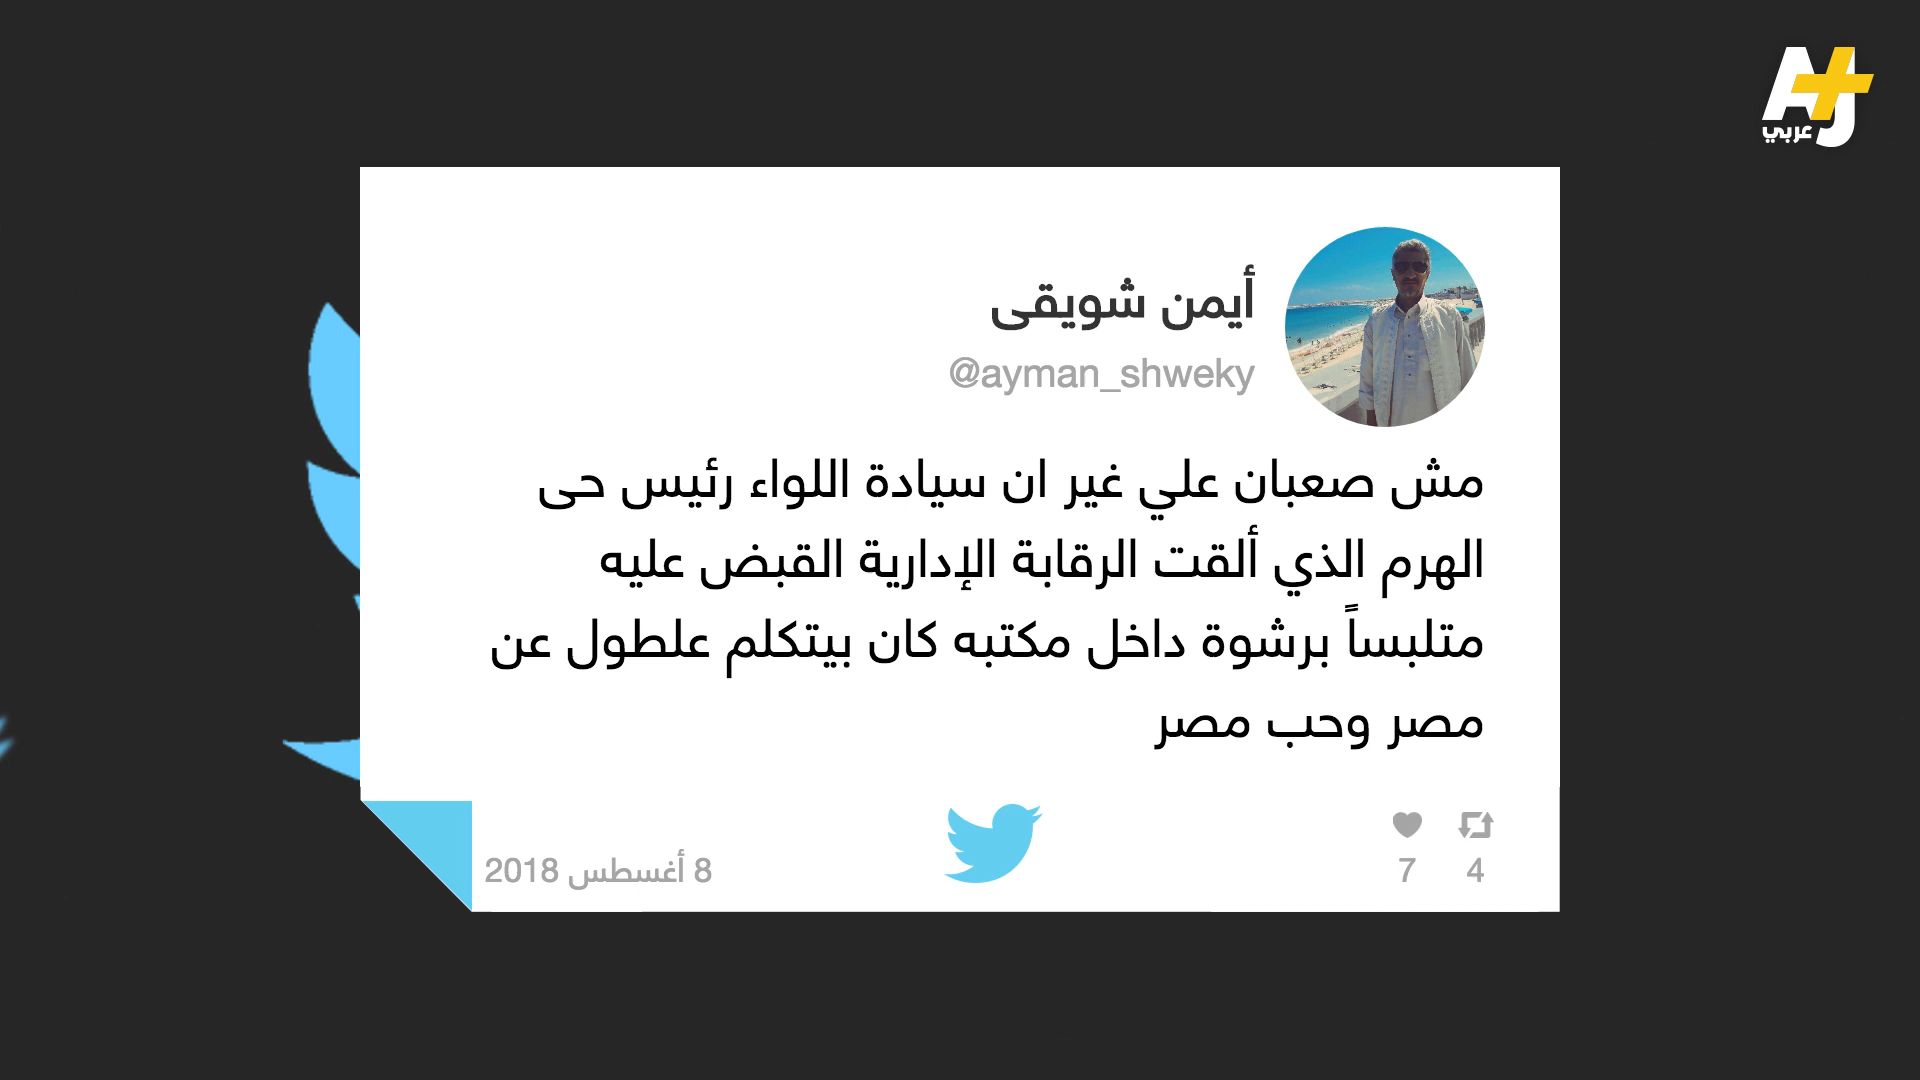 AJ+
عربي
أيمن شويقى
@ayman_shweky
مش صعبان علي غير ان سيادة اللواء رئيس حى
الهرم الذي ألقت الرقابة الإدارية القبض عليه
متلبساً برشوة داخل مكتبه كان بيتكلم علطول عن
مصر وحب مصر
4
7
8 أغسطس 2018